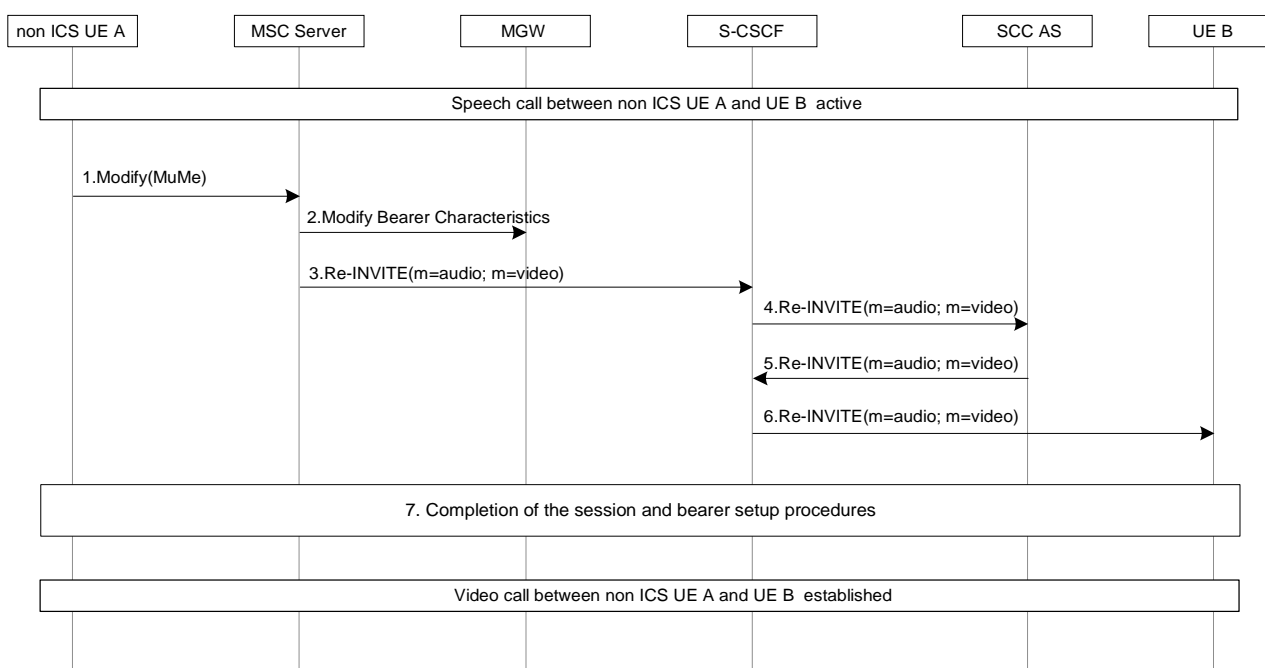 non ICS UE A
MSC Server
MGW
S-CSCF
SCC AS
UE B
Speech call between non ICS UE A and UE B active
1.Modify(MuMe)
2.Modify Bearer Characteristics
3.Re-INVITE(m=audio; m=video)
4.Re-INVITE(m=audio; m=video)
5.Re-INVITE(m=audio; m=video)
6.Re-INVITE(m=audio; m=video)
7. Completion of the session and bearer setup procedures
Video call between non ICS UE A and UE B established